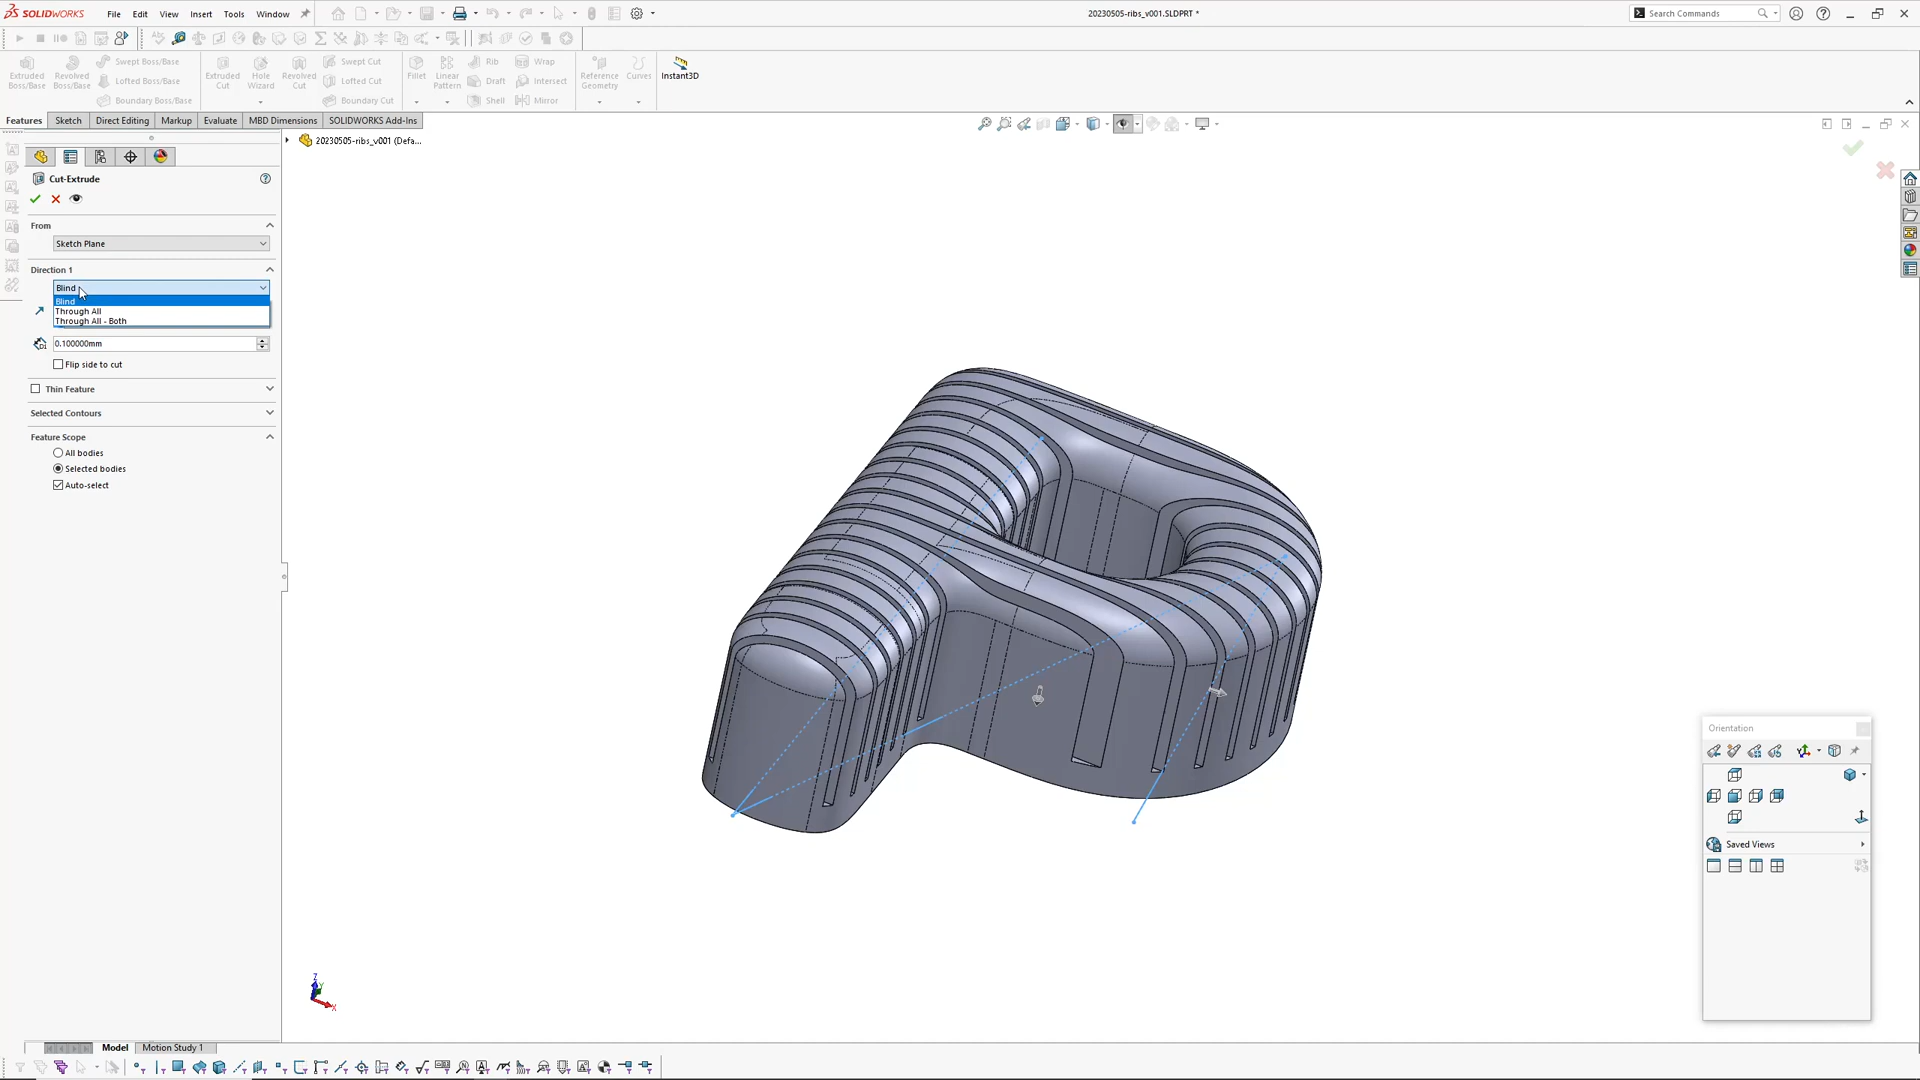 SOLIDWORKS File Edit View Insert Tools Window
20230505-ribs_v001.SLDPRT *
Search Commands
Extruded Boss/Base
Revolved Boss/Base
Swept Boss/Base
Lofted Boss/Base
Boundary Boss/Base
Extruded Cut
Hole Wizard
Revolved Cut
Swept Cut
Lofted Cut
Boundary Cut
Fillet
Linear Pattern
Rib
Draft
Shell
Wrap
Intersect
Mirror
Reference Geometry
Curves
Instant3D
Features Sketch Direct Editing Markup Evaluate MBD Dimensions SOLIDWORKS Add-Ins
20230505-ribs_v001 (Defa...
Cut-Extrude
From
Sketch Plane
Direction 1
Blind
Blind
Through All
Through All - Both
0.100000mm
Flip side to cut
Thin Feature
Selected Contours
Feature Scope
All bodies
Selected bodies
Auto-select
Orientation
Saved Views
Z
X
Model Motion Study 1